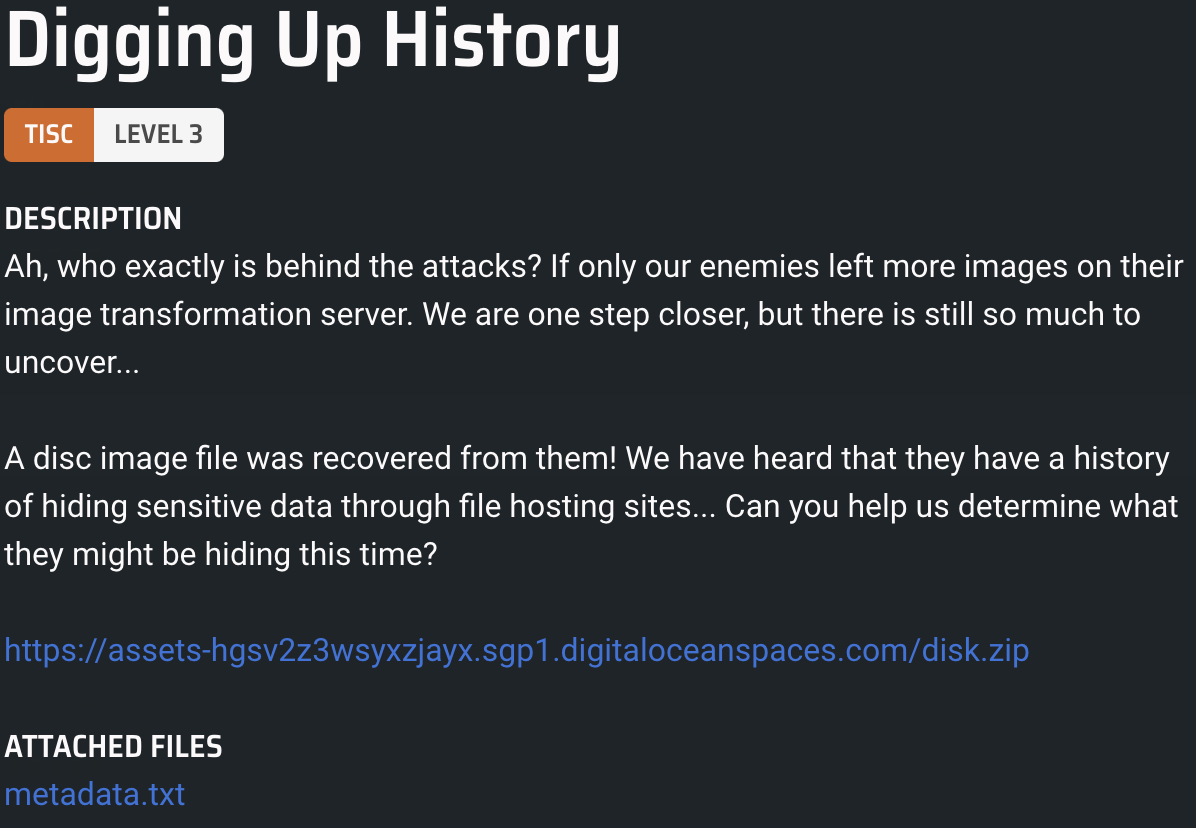 Digging Up History
TISC LEVEL 3
DESCRIPTION
Ah, who exactly is behind the attacks? If only our enemies left more images on their
image transformation server. We are one step closer, but there is still so much to
uncover...
A disc image file was recovered from them! We have heard that they have a history
of hiding sensitive data through file hosting sites... Can you help us determine what
they might be hiding this time?
https://assets-hgsv2z3wsyxzjayx.sgp1.digitaloceanspaces.com/disk.zip
ATTACHED FILES
metadata.txt